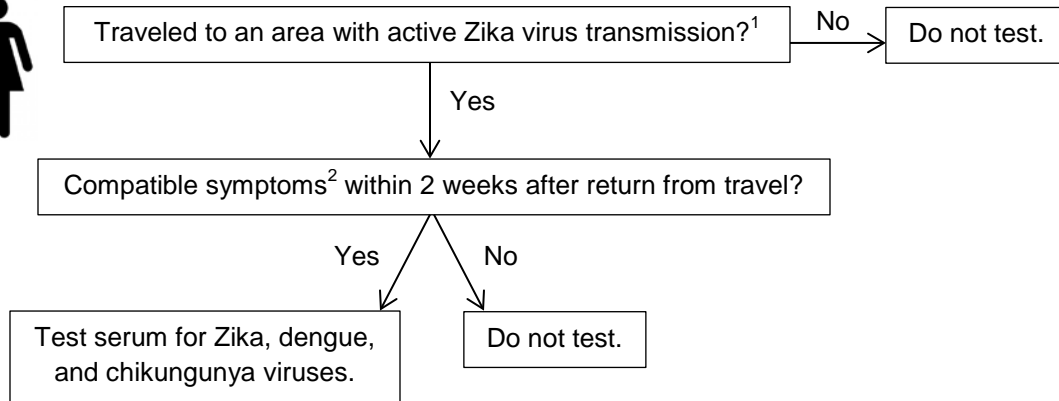 Traveled to an area with active Zika virus transmission?¹
No
Do not test.
Yes
Compatible symptoms² within 2 weeks after return from travel?
Yes
No
Test serum for Zika, dengue,
and chikungunya viruses.
Do not test.